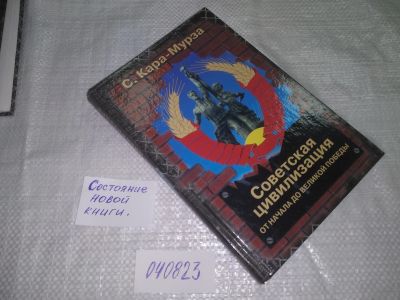 С. Кара-Мурза
Советская
цивилизация
ОТ НАЧАЛА ДО ВЕЛИКОЙ ПОБЕДЫ
Состояние
новой
книги.
040823